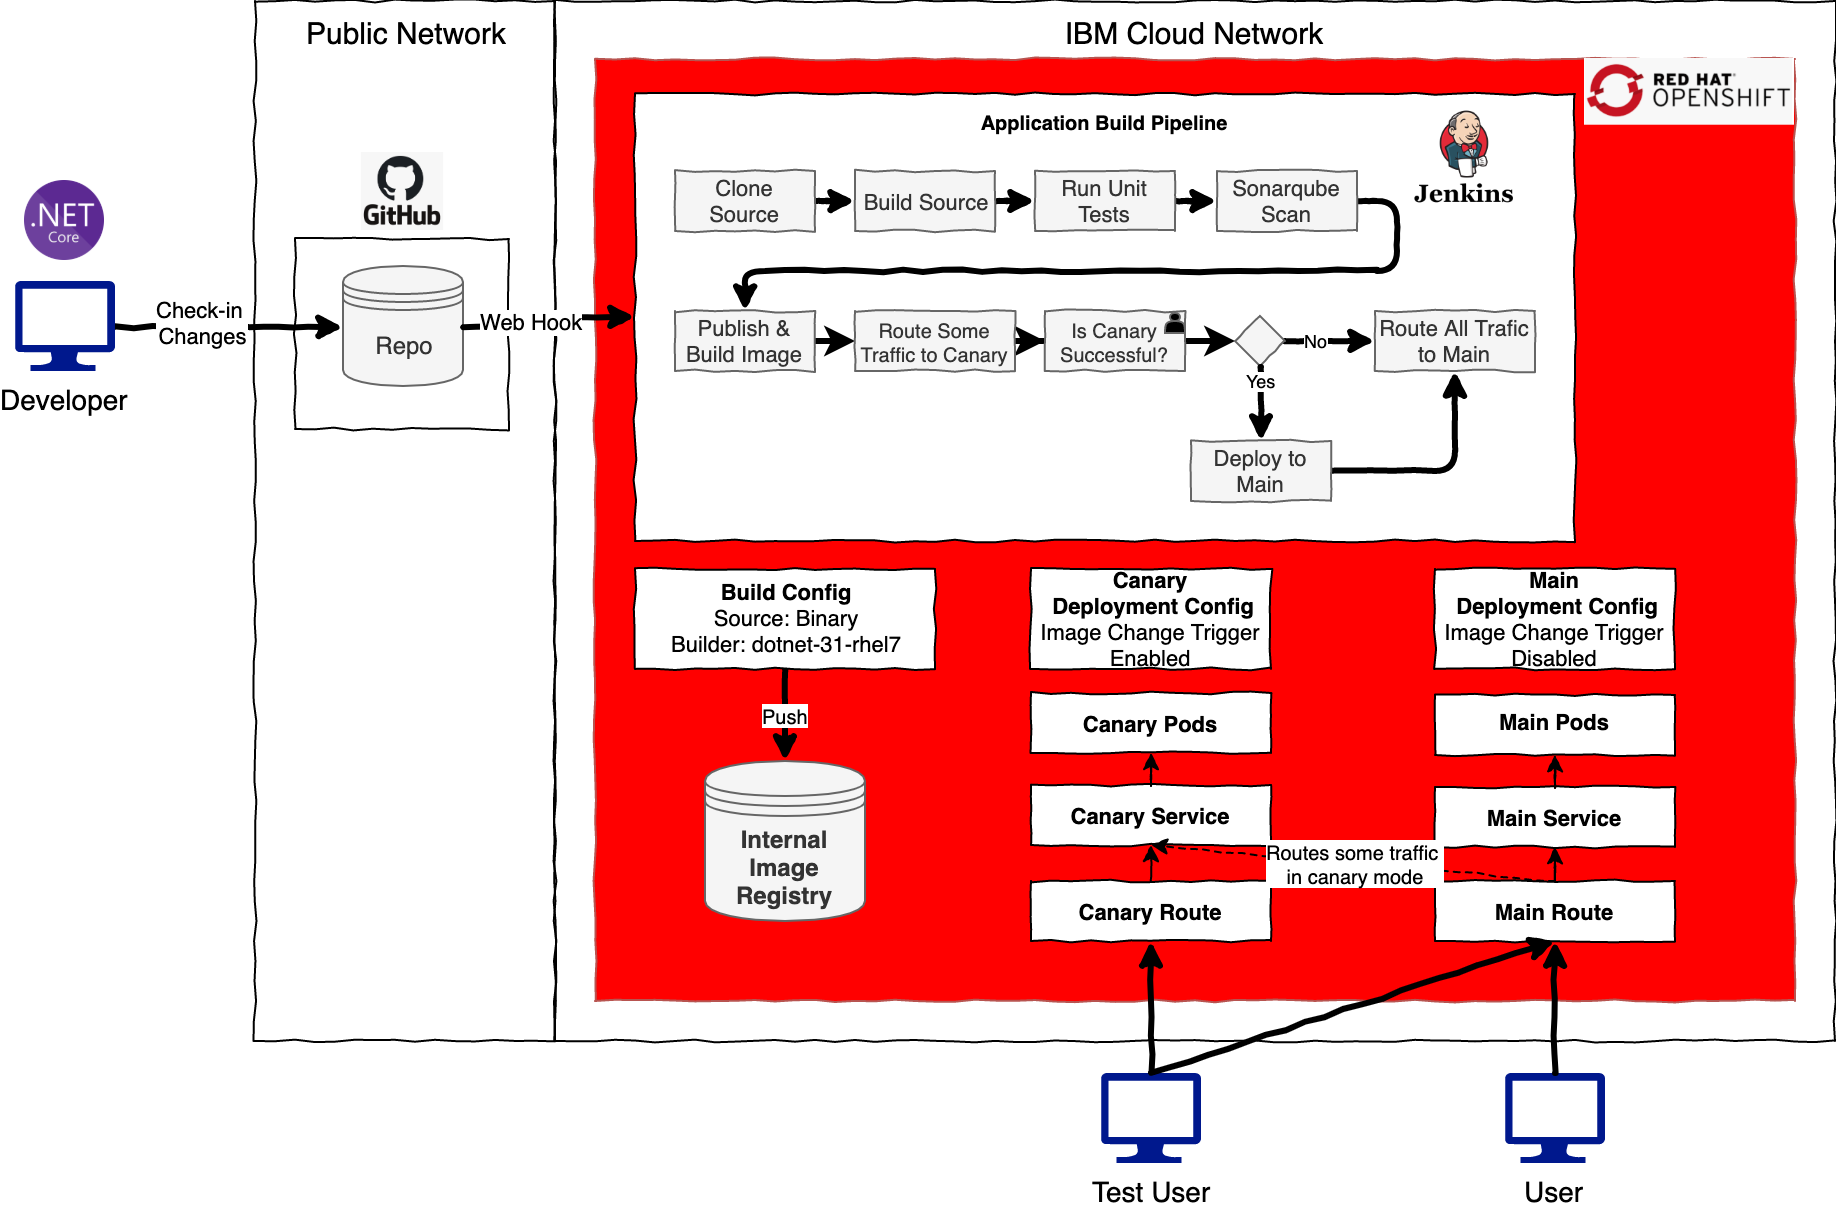 Public Network
IBM Cloud Network
RED HAT
OPENSHIFT
Application Build Pipeline
Jenkins
Clone
Source
Build Source
Run Unit
Tests
Sonarqube
Scan
.NET
Core
GitHub
Developer
Check-in
Changes
Repo
Web Hook
Publish &
Build Image
Route Some
Traffic to Canary
Is Canary
Successful?
No
Yes
Route All Trafic
to Main
Deploy to
Main
Build Config
Source: Binary
Builder: dotnet-31-rhel7
Push
Internal
Image
Registry
Canary
Deployment Config
Image Change Trigger
Enabled
Canary Pods
Canary Service
Canary Route
Main
Deployment Config
Image Change Trigger
Disabled
Main Pods
Main Service
Routes some traffic
in canary mode
Main Route
Test User
User